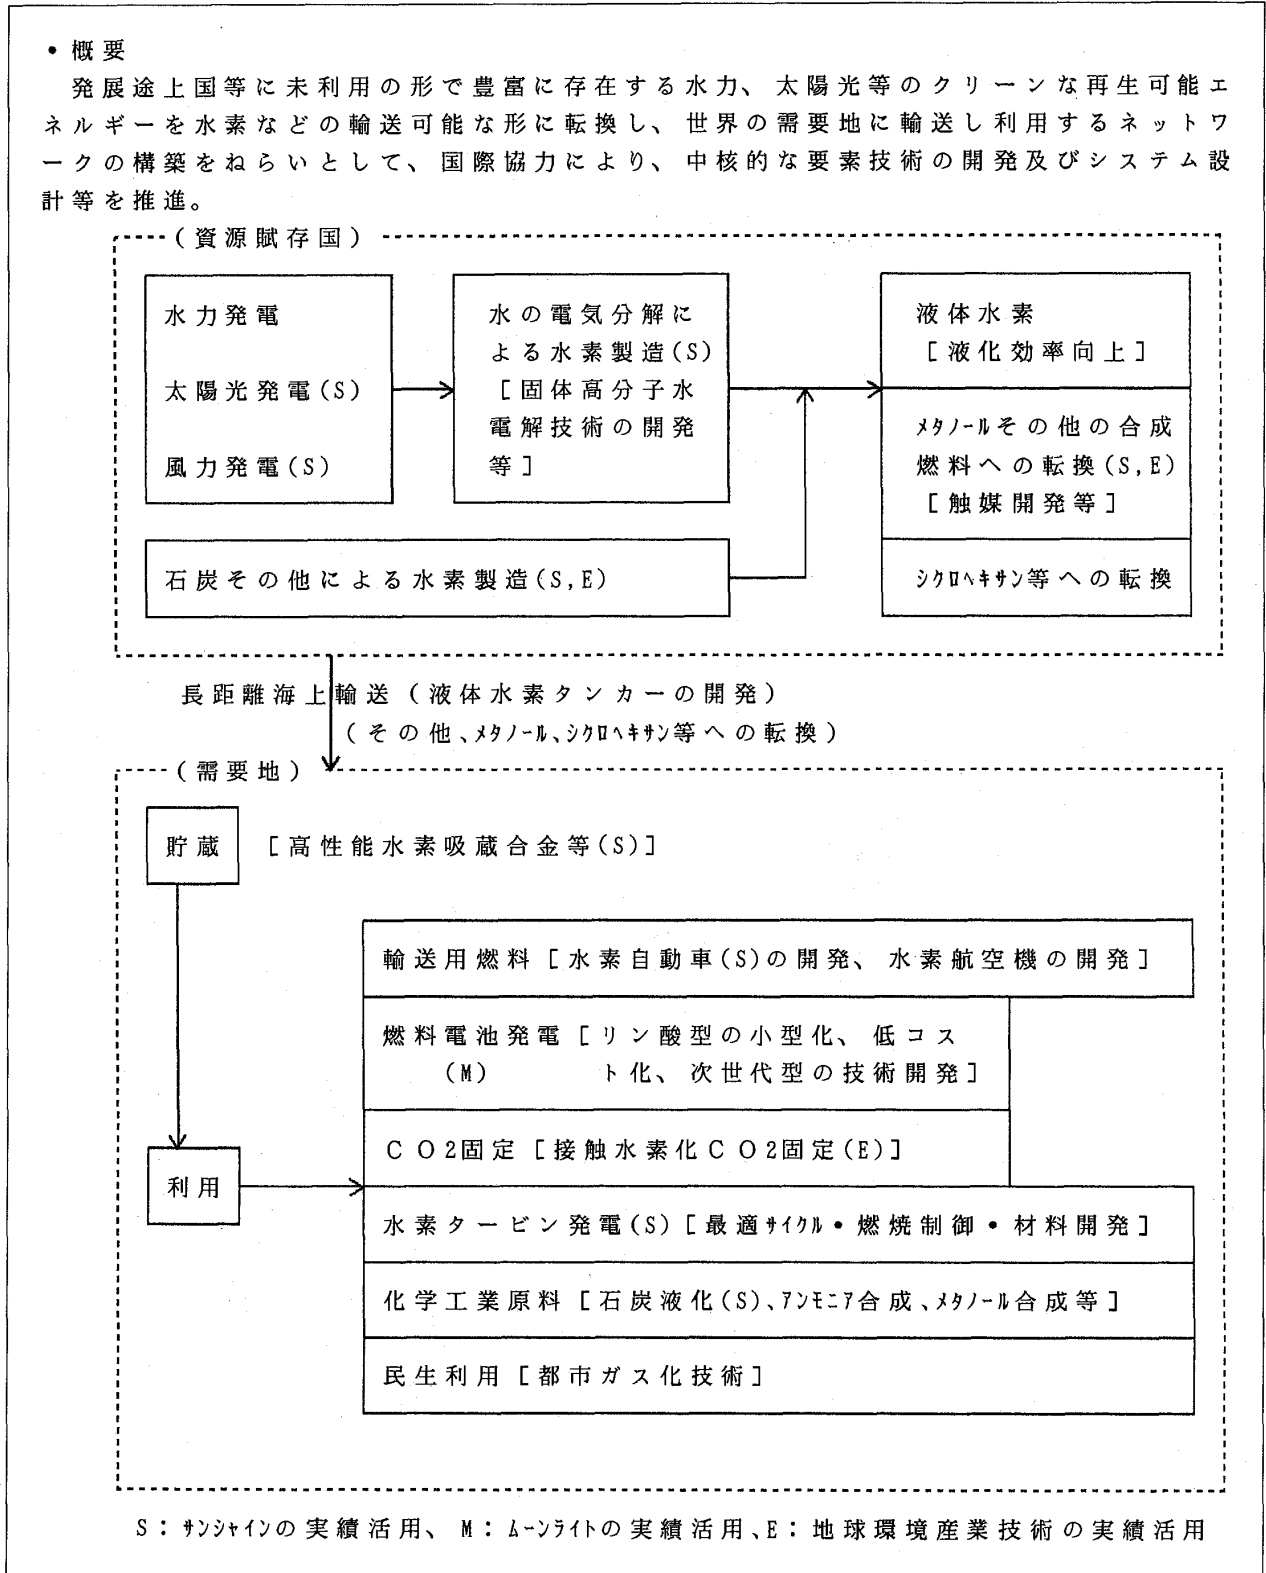 ・概要
発展途上国等に未利用の形で豊富に存在する水力、太陽光等のクリーンな再生可能エ
ネルギーを水素などの輸送可能な形に転換し、世界の需要地に輸送し利用するネットワ
ークの構築をねらいとして、国際協力により、中核的な要素技術の開発及びシステム設
計等を推進。
(資源賦存国)
水力発電
太陽光発電(S)
風力発電(S)
水の電気分解に
よる水素製造(S)
[固体高分子水
電解技術の開発
等]
石炭その他による水素製造(S,E)
液体水素
[液化効率向上]
ﾒﾀﾉｰﾙその他の合成
燃料への転換(S,E)
[触媒開発等]
ｼｸﾛﾍｷｻﾝ等への転換
長距離海上輸送(液体水素タンカーの開発)
(その他、ﾒﾀﾉｰﾙ、ｼｸﾛﾍｷｻﾝ等への転換)
(需要地)
貯蔵 [高性能水素吸蔵合金等(S)]
利用
輸送用燃料[水素自動車(S)の開発、水素航空機の開発]
燃料電池発電[リン酸型の小型化、低コス
(M) ト化、次世代型の技術開発]
CO2固定[接触水素化CO2固定(E)]
水素タービン発電(S)[最適ｻｲｸﾙ・燃焼制御・材料開発]
化学工業原料[石炭液化(S)、ｱﾝﾓﾆｱ合成、ﾒﾀﾉｰﾙ合成等]
民生利用[都市ガス化技術]
S：ｻﾝｼｬｲﾝの実績活用、M：ﾑｰﾝﾗｲﾄの実績活用、E：地球環境産業技術の実績活用